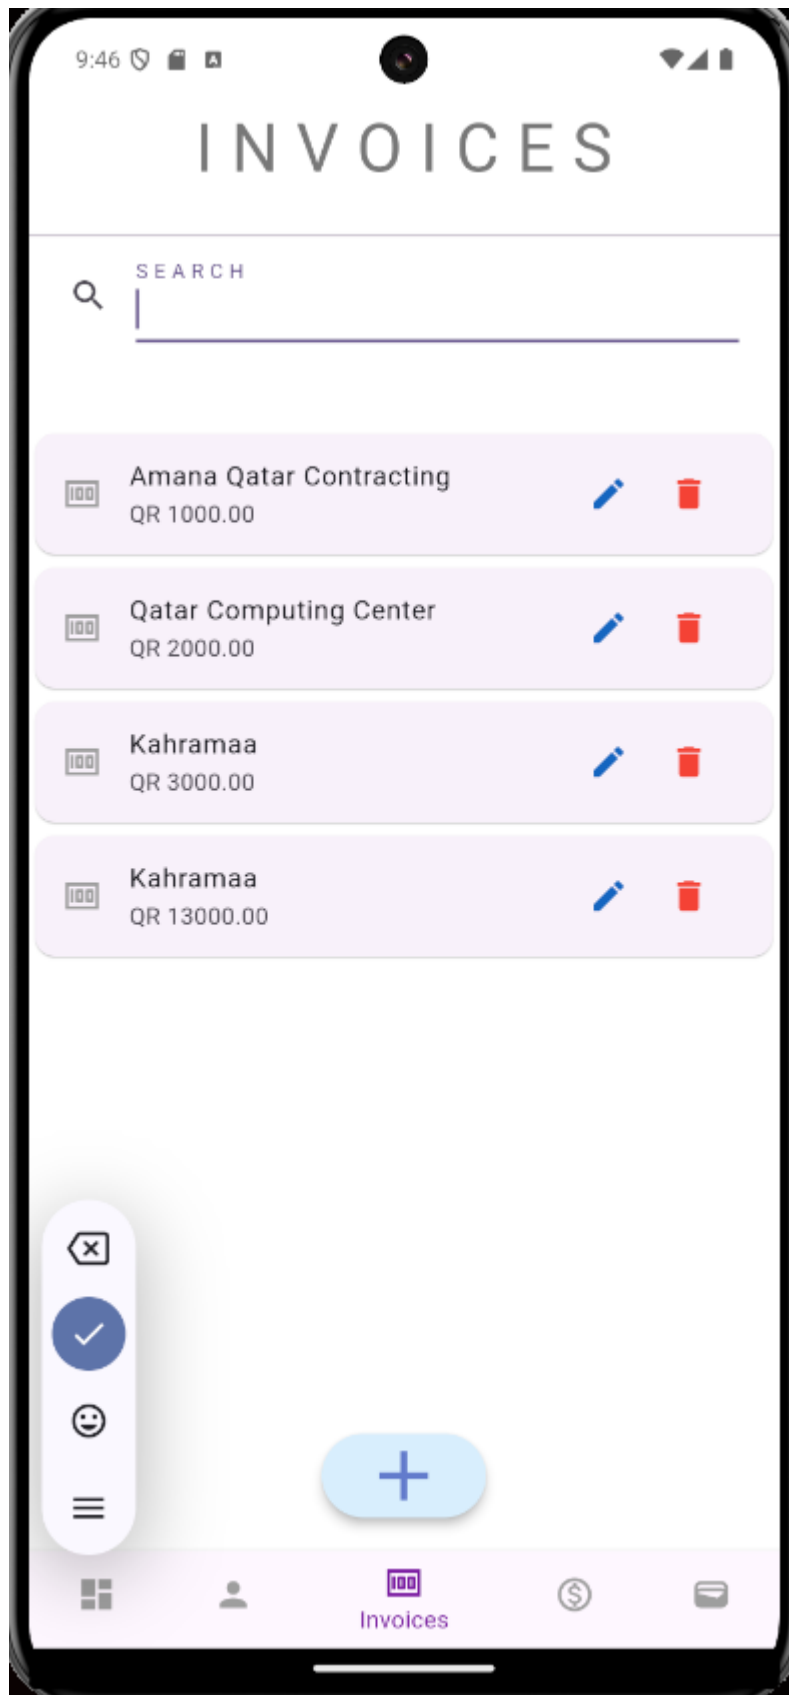 9:46
INVOICES
SEARCH
Amana Qatar Contracting
QR 1000.00
Qatar Computing Center
QR 2000.00
Kahramaa
QR 3000.00
Kahramaa
QR 13000.00
Invoices